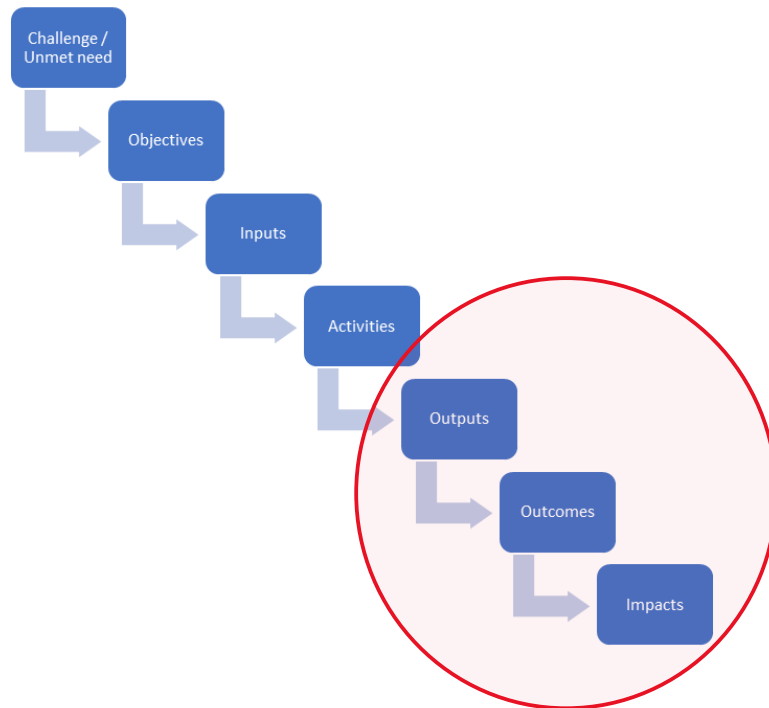 Challenge /
Unmet need
Objectives
Inputs
Activities
Outputs
Outcomes
Impacts